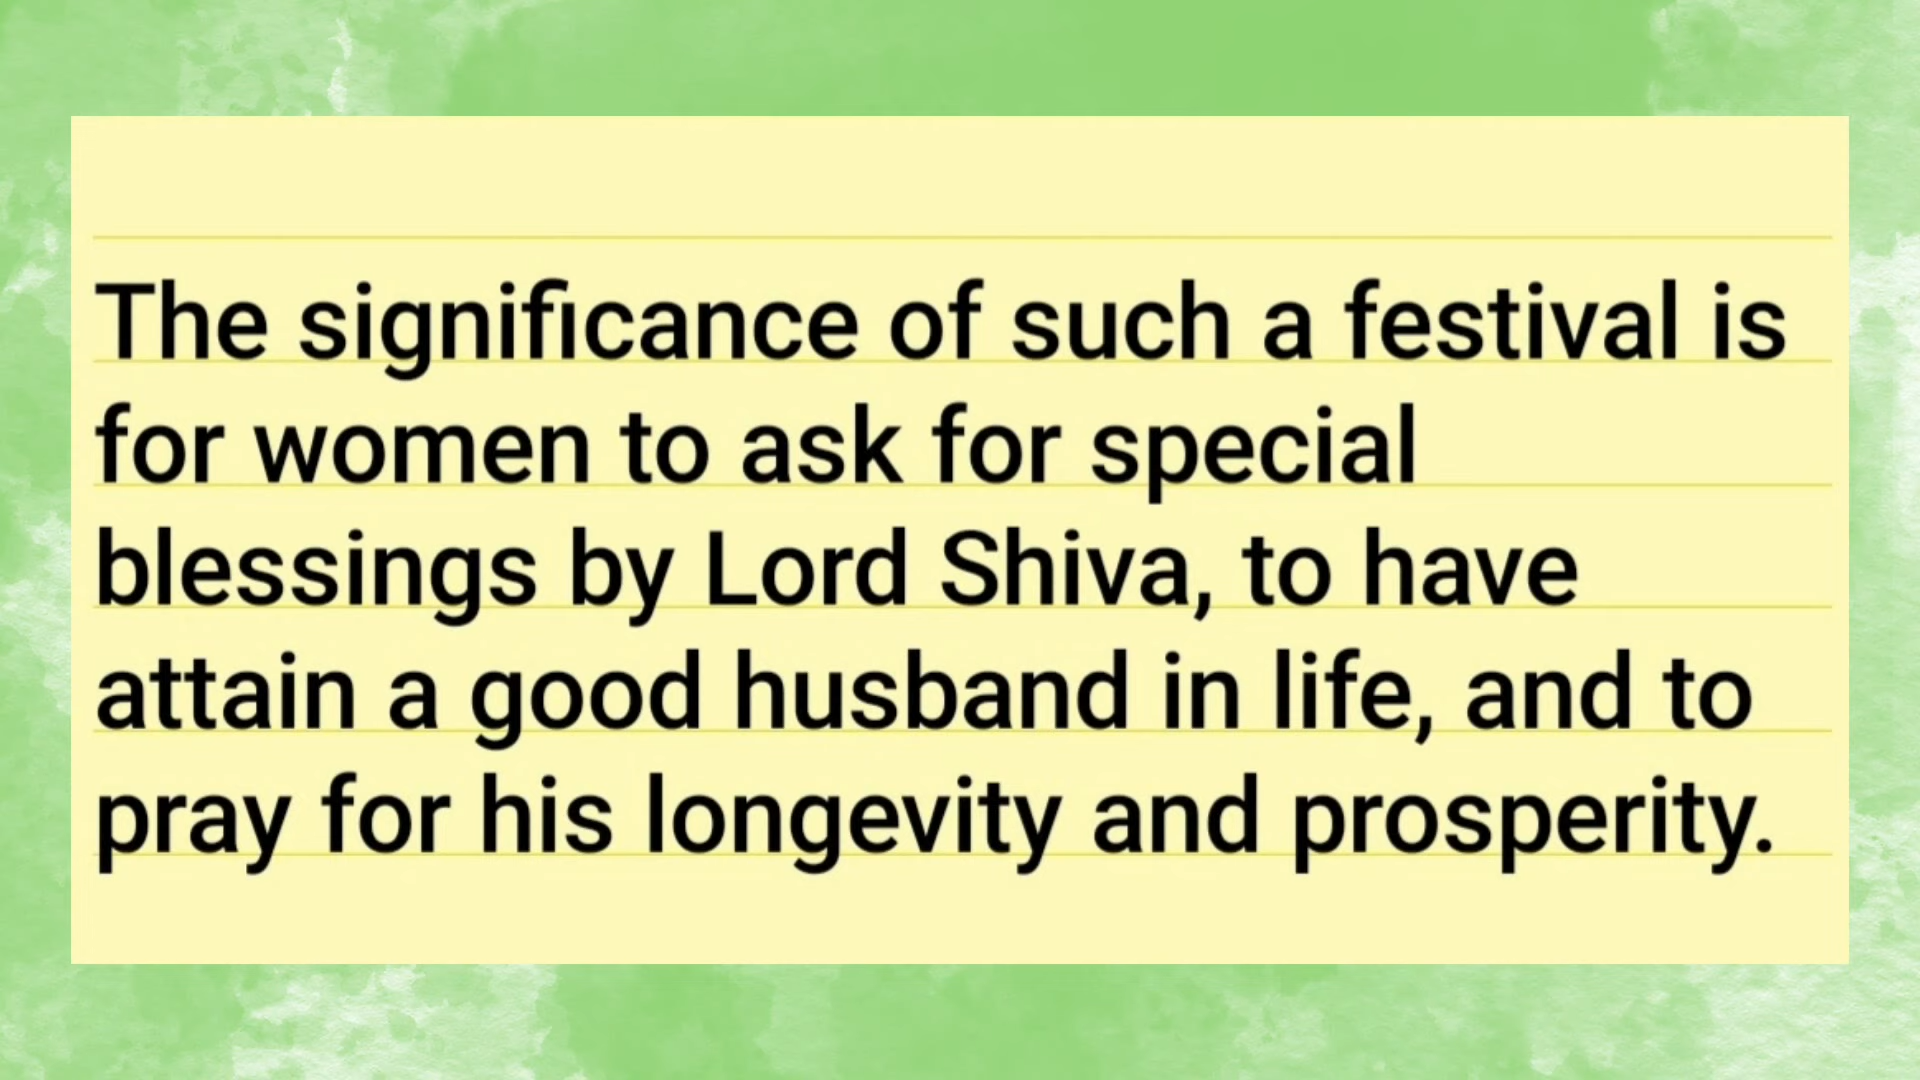 The significance of such a festival is
for women to ask for special
blessings by Lord Shiva, to have
attain a good husband in life, and to
pray for his longevity and prosperity.